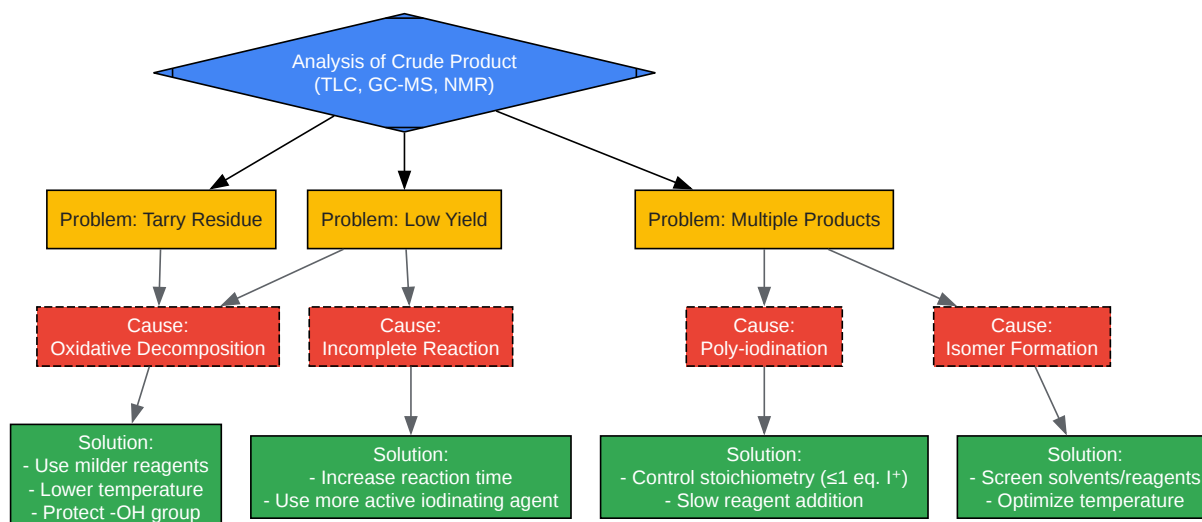 Analysis of Crude Product
(TLC, GC-MS, NMR)
Problem: Tarry Residue
Problem: Low Yield
Problem: Multiple Products
Cause:
Oxidative Decomposition
Cause:
Incomplete Reaction
Cause:
Poly-iodination
Cause:
Isomer Formation
Solution:
- Use milder reagents
- Lower temperature
- Protect -OH group
Solution:
- Increase reaction time
- Use more active iodinating agent
Solution:
- Control stoichiometry (≤1 eq. I⁺)
- Slow reagent addition
Solution:
- Screen solvents/reagents
- Optimize temperature